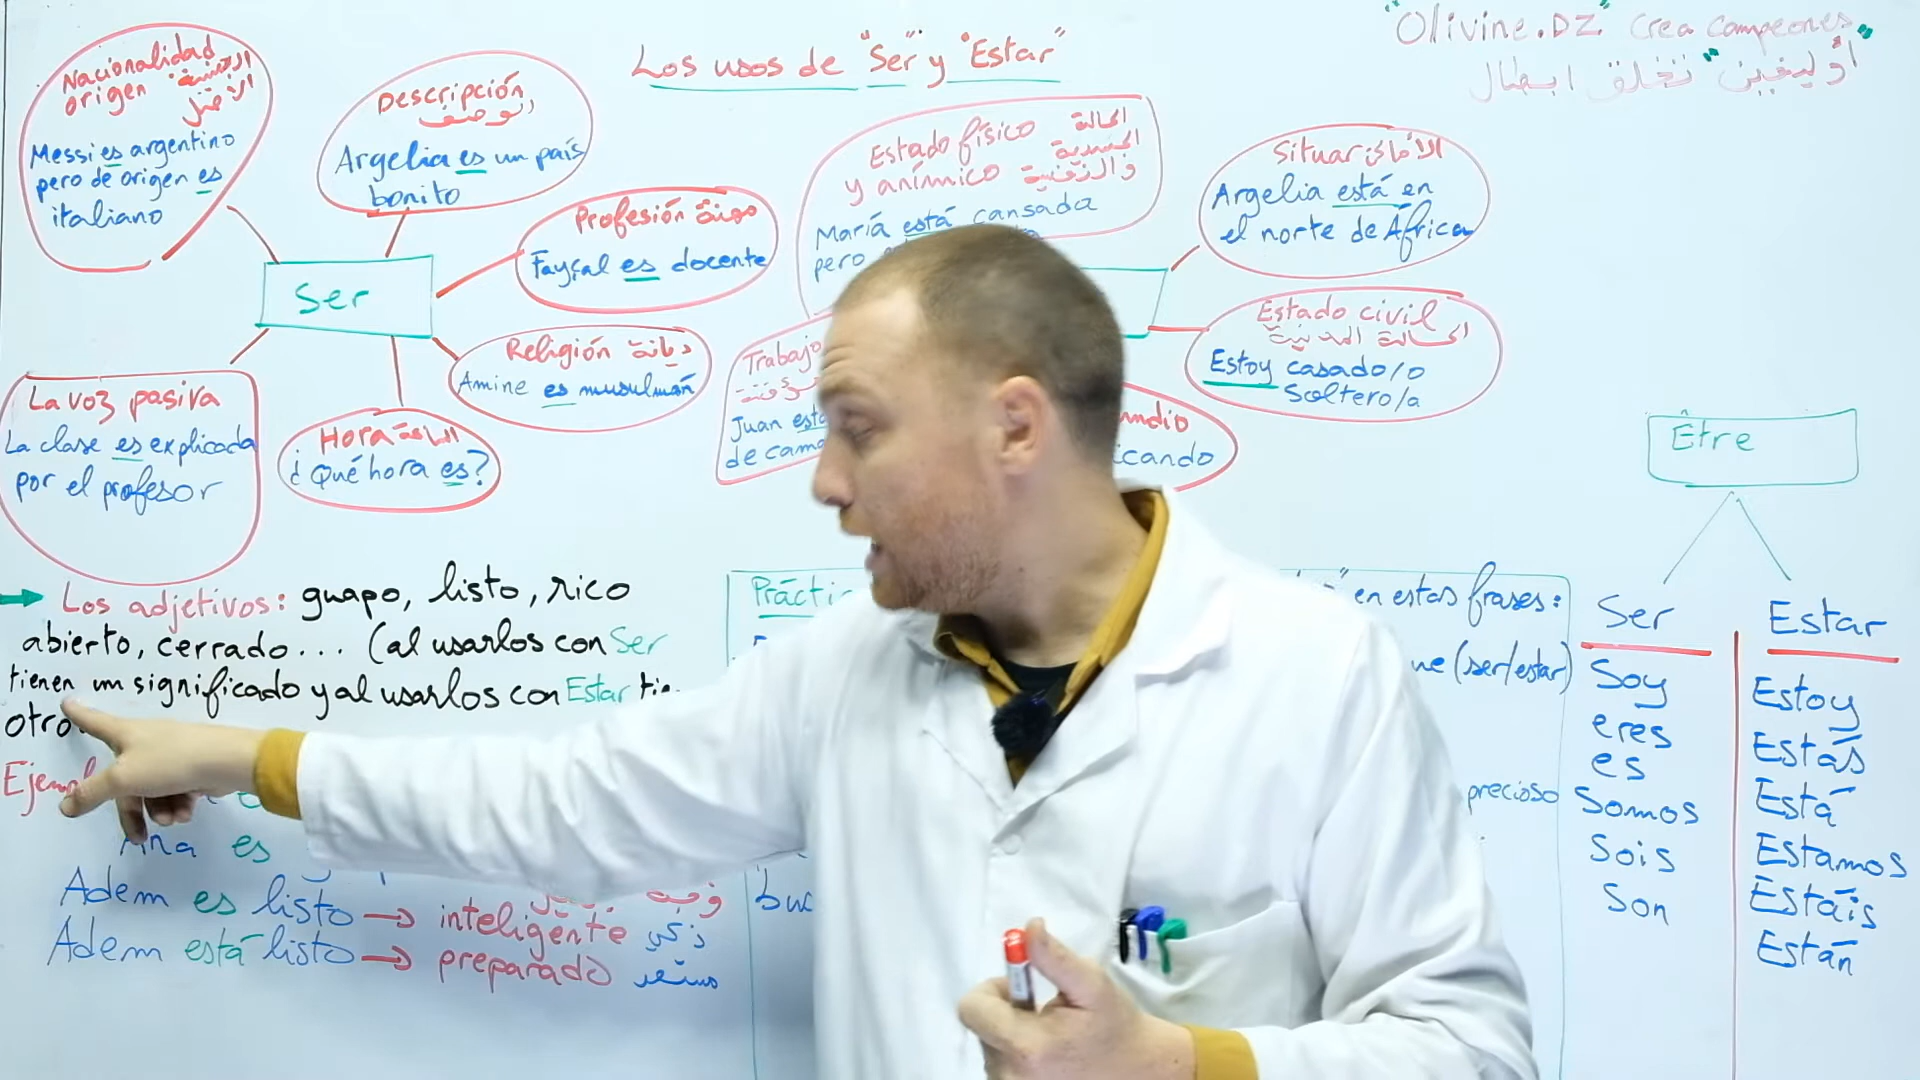 "Olivine.DZ" Crea Campeones
"أوليفين" تخلق ابطال
Los usos de "Ser" y "Estar"
Nacionalidad الجنسية
origen الأصل
Messi es argentino
pero de origen es
italiano
Descripción
الوصف
Argelia es un país
bonito
Profesión مهنة
Fayçal es docente
Ser
Religión ديانة
Amine es musulmán
La voz pasiva
La clase es explicada
por el profesor
Hora الساعة
¿Qué hora es?
Estado físico الحالة
الجسدية
y anímico والنفسية
María está cansada
pero
Situar الأماكن
Argelia está en
el norte de África
Estado civil
الحالة المدنية
Estoy casado/o
Soltero/a
Trabajo
Juan está
de cama
undio
icando
→ Los adjetivos: guapo, listo, rico
abierto, cerrado... (al usarlos con Ser
tienen un significado y al usarlos con Estar tie
otro
Ejempl
Ana es
Adem es listo → inteligente ذكي
Adem está listo → preparado مستعد
Práctic
en estas frases:
ne (ser/estar)
precioso
buc
Être
Ser
Soy
eres
es
Somos
Sois
Son
Estar
Estoy
Estás
Está
Estamos
Estáis
Están